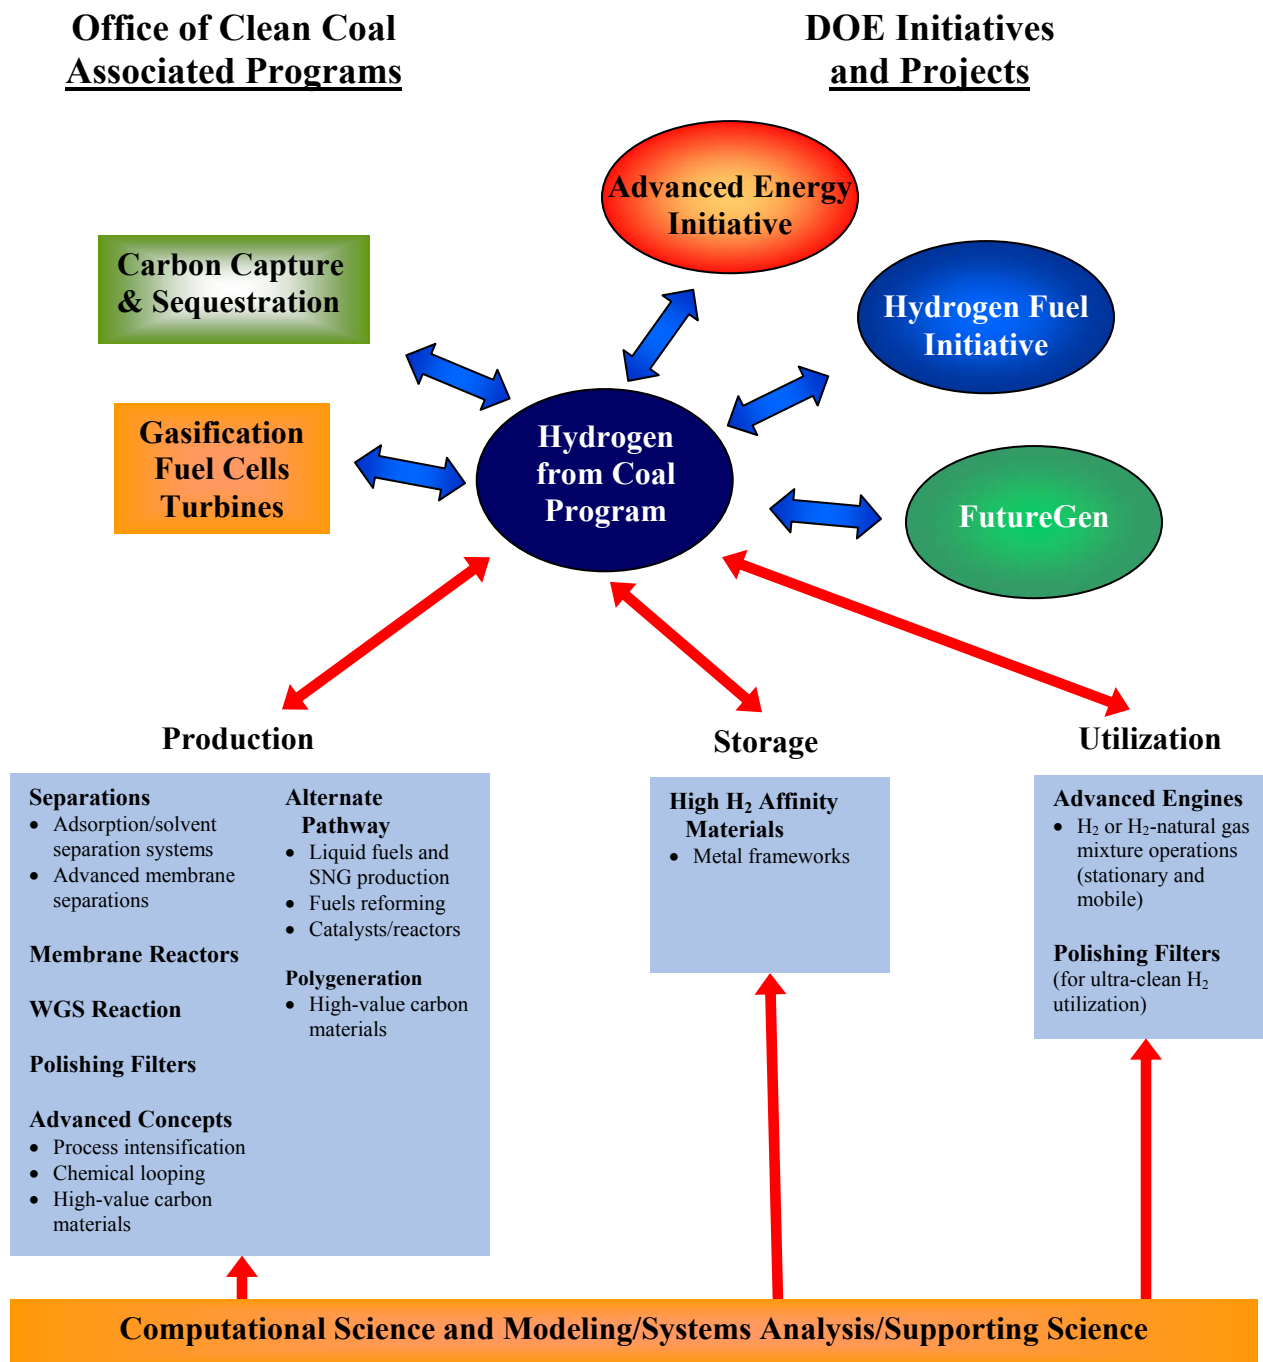 Office of Clean Coal
Associated Programs
DOE Initiatives
and Projects
Advanced Energy
Initiative
Carbon Capture
& Sequestration
Hydrogen Fuel
Initiative
Gasification
Fuel Cells
Turbines
Hydrogen
from Coal
Program
FutureGen
Production
Separations
• Adsorption/solvent
separation systems
• Advanced membrane
separations
Membrane Reactors
WGS Reaction
Polishing Filters
Advanced Concepts
• Process intensification
• Chemical looping
• High-value carbon
materials
Alternate
Pathway
• Liquid fuels and
SNG production
• Fuels reforming
• Catalysts/reactors
Polygeneration
• High-value carbon
materials
Storage
High H₂ Affinity
Materials
• Metal frameworks
Utilization
Advanced Engines
• H₂ or H₂-natural gas
mixture operations
(stationary and
mobile)
Polishing Filters
(for ultra-clean H₂
utilization)
Computational Science and Modeling/Systems Analysis/Supporting Science